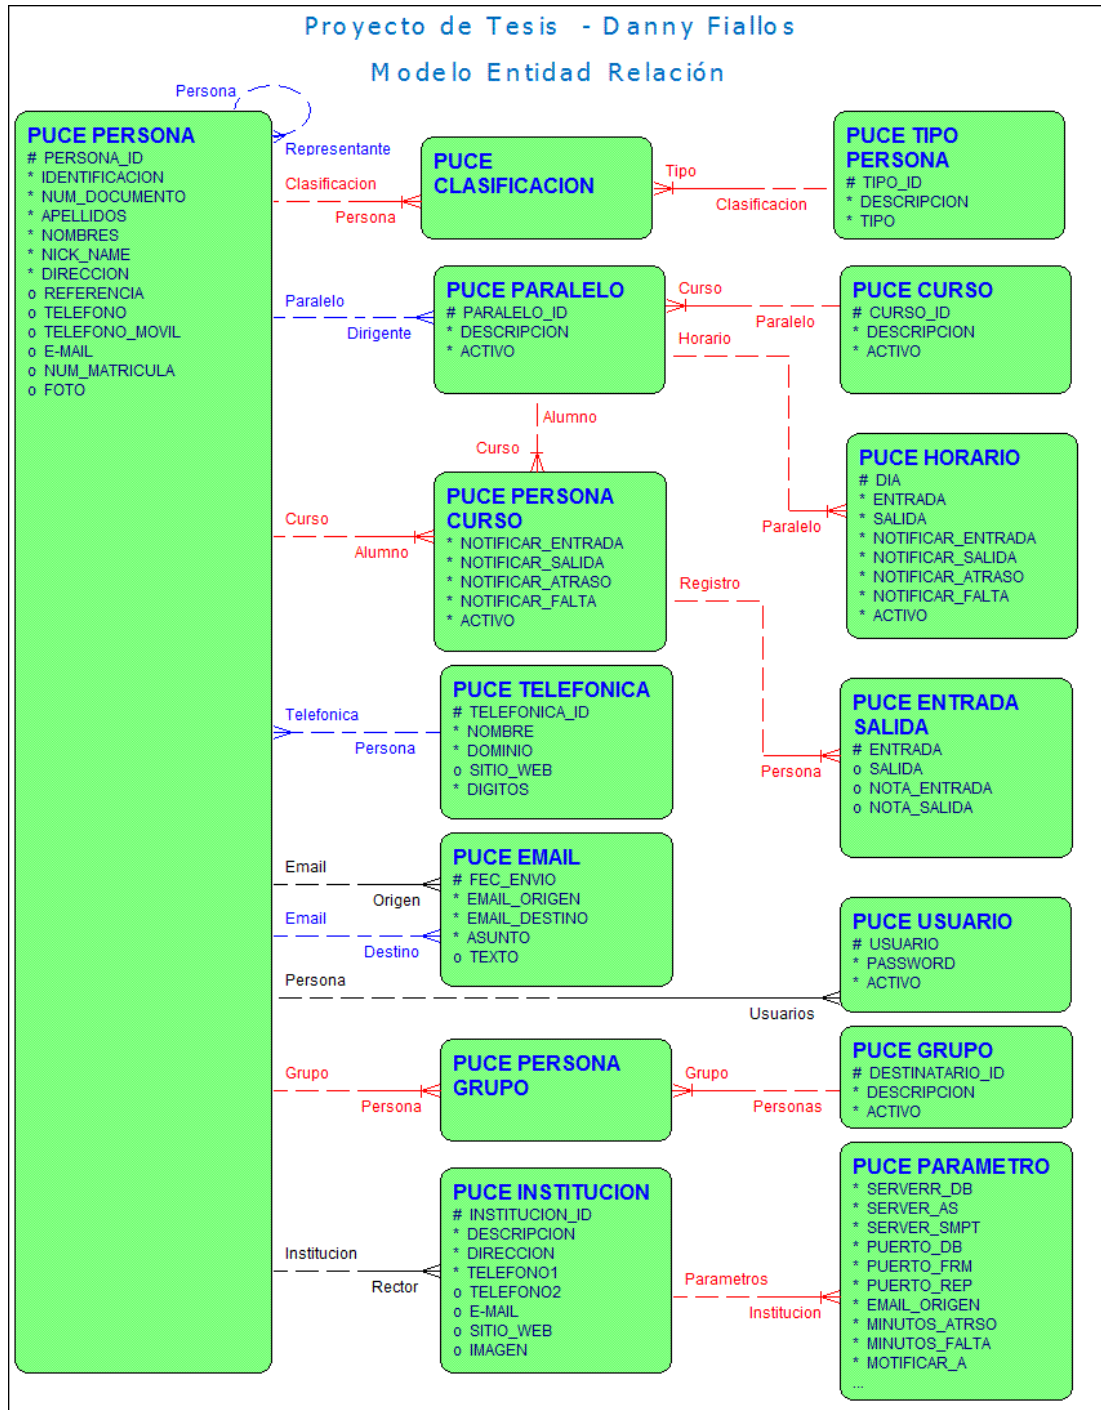 Proyecto de Tesis - Danny Fiallos
Modelo Entidad Relación
Persona
Representante
PUCE PERSONA
# PERSONA_ID
* IDENTIFICACION
* NUM_DOCUMENTO
* APELLIDOS
* NOMBRES
* NICK_NAME
* DIRECCION
o REFERENCIA
o TELEFONO
o TELEFONO_MOVIL
o E-MAIL
o NUM_MATRICULA
o FOTO
Clasificacion
Persona
PUCE
CLASIFICACION
Tipo
Clasificacion
PUCE TIPO
PERSONA
# TIPO_ID
* DESCRIPCION
* TIPO
Paralelo
Dirigente
PUCE PARALELO
# PARALELO_ID
* DESCRIPCION
* ACTIVO
Curso
Paralelo
PUCE CURSO
# CURSO_ID
* DESCRIPCION
* ACTIVO
Horario
Paralelo
PUCE HORARIO
# DIA
* ENTRADA
* SALIDA
* NOTIFICAR_ENTRADA
* NOTIFICAR_SALIDA
* NOTIFICAR_ATRASO
* NOTIFICAR_FALTA
* ACTIVO
Alumno
Curso
Curso
Alumno
PUCE PERSONA
CURSO
* NOTIFICAR_ENTRADA
* NOTIFICAR_SALIDA
* NOTIFICAR_ATRASO
* NOTIFICAR_FALTA
* ACTIVO
Registro
Persona
PUCE ENTRADA
SALIDA
# ENTRADA
o SALIDA
o NOTA_ENTRADA
o NOTA_SALIDA
Telefonica
Persona
PUCE TELEFONICA
# TELEFONICA_ID
* NOMBRE
* DOMINIO
o SITIO_WEB
* DIGITOS
Email
Origen
Email
Destino
PUCE EMAIL
# FEC_ENVIO
* EMAIL_ORIGEN
* EMAIL_DESTINO
* ASUNTO
o TEXTO
Persona
Usuarios
PUCE USUARIO
# USUARIO
* PASSWORD
* ACTIVO
Grupo
Persona
PUCE PERSONA
GRUPO
Grupo
Personas
PUCE GRUPO
# DESTINATARIO_ID
* DESCRIPCION
* ACTIVO
Institucion
Rector
PUCE INSTITUCION
# INSTITUCION_ID
* DESCRIPCION
* DIRECCION
* TELEFONO1
o TELEFONO2
o E-MAIL
o SITIO_WEB
o IMAGEN
Parametros
Institucion
PUCE PARAMETRO
* SERVERR_DB
* SERVER_AS
* SERVER_SMPT
* PUERTO_DB
* PUERTO_FRM
* PUERTO_REP
* EMAIL_ORIGEN
* MINUTOS_ATRSO
* MINUTOS_FALTA
* MOTIFICAR_A
...